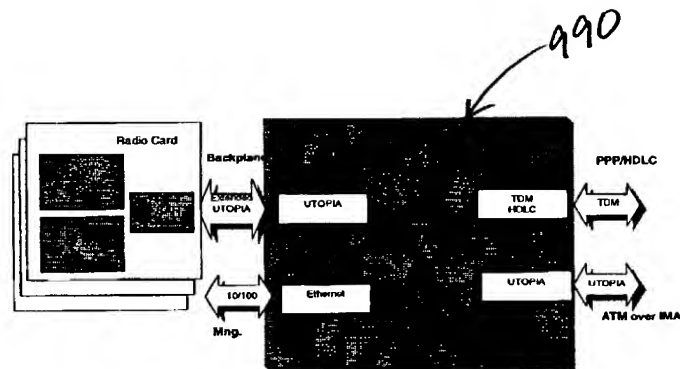 990
Radio Card
Backplane
PPP/HDLC
Extended
UTOPIA
UTOPIA
TDM
HDLC
TDM
10/100
Ethernet
UTOPIA
UTOPIA
Mng.
ATM over IMA